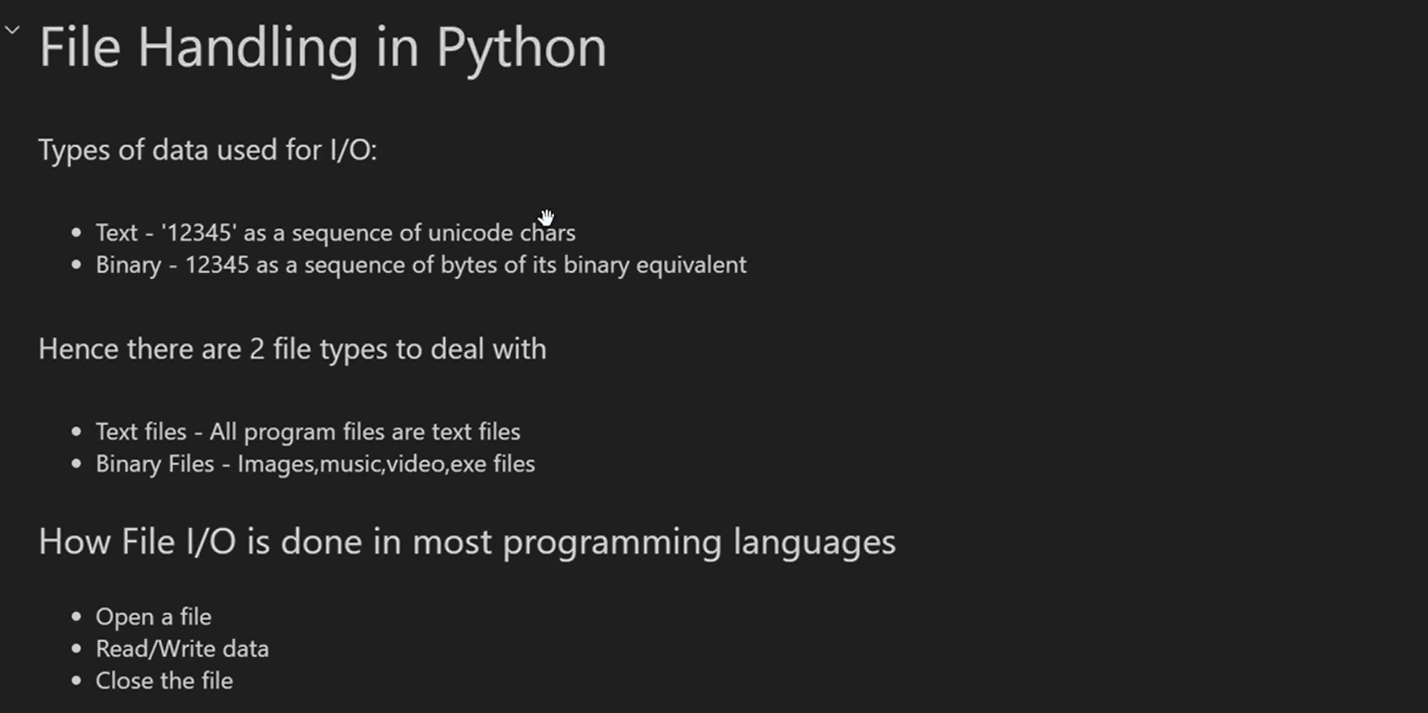 File Handling in Python
Types of data used for I/O:
• Text - '12345' as a sequence of unicode chars
• Binary - 12345 as a sequence of bytes of its binary equivalent
Hence there are 2 file types to deal with
• Text files - All program files are text files
• Binary Files - Images,music,video,exe files
How File I/O is done in most programming languages
• Open a file
• Read/Write data
• Close the file